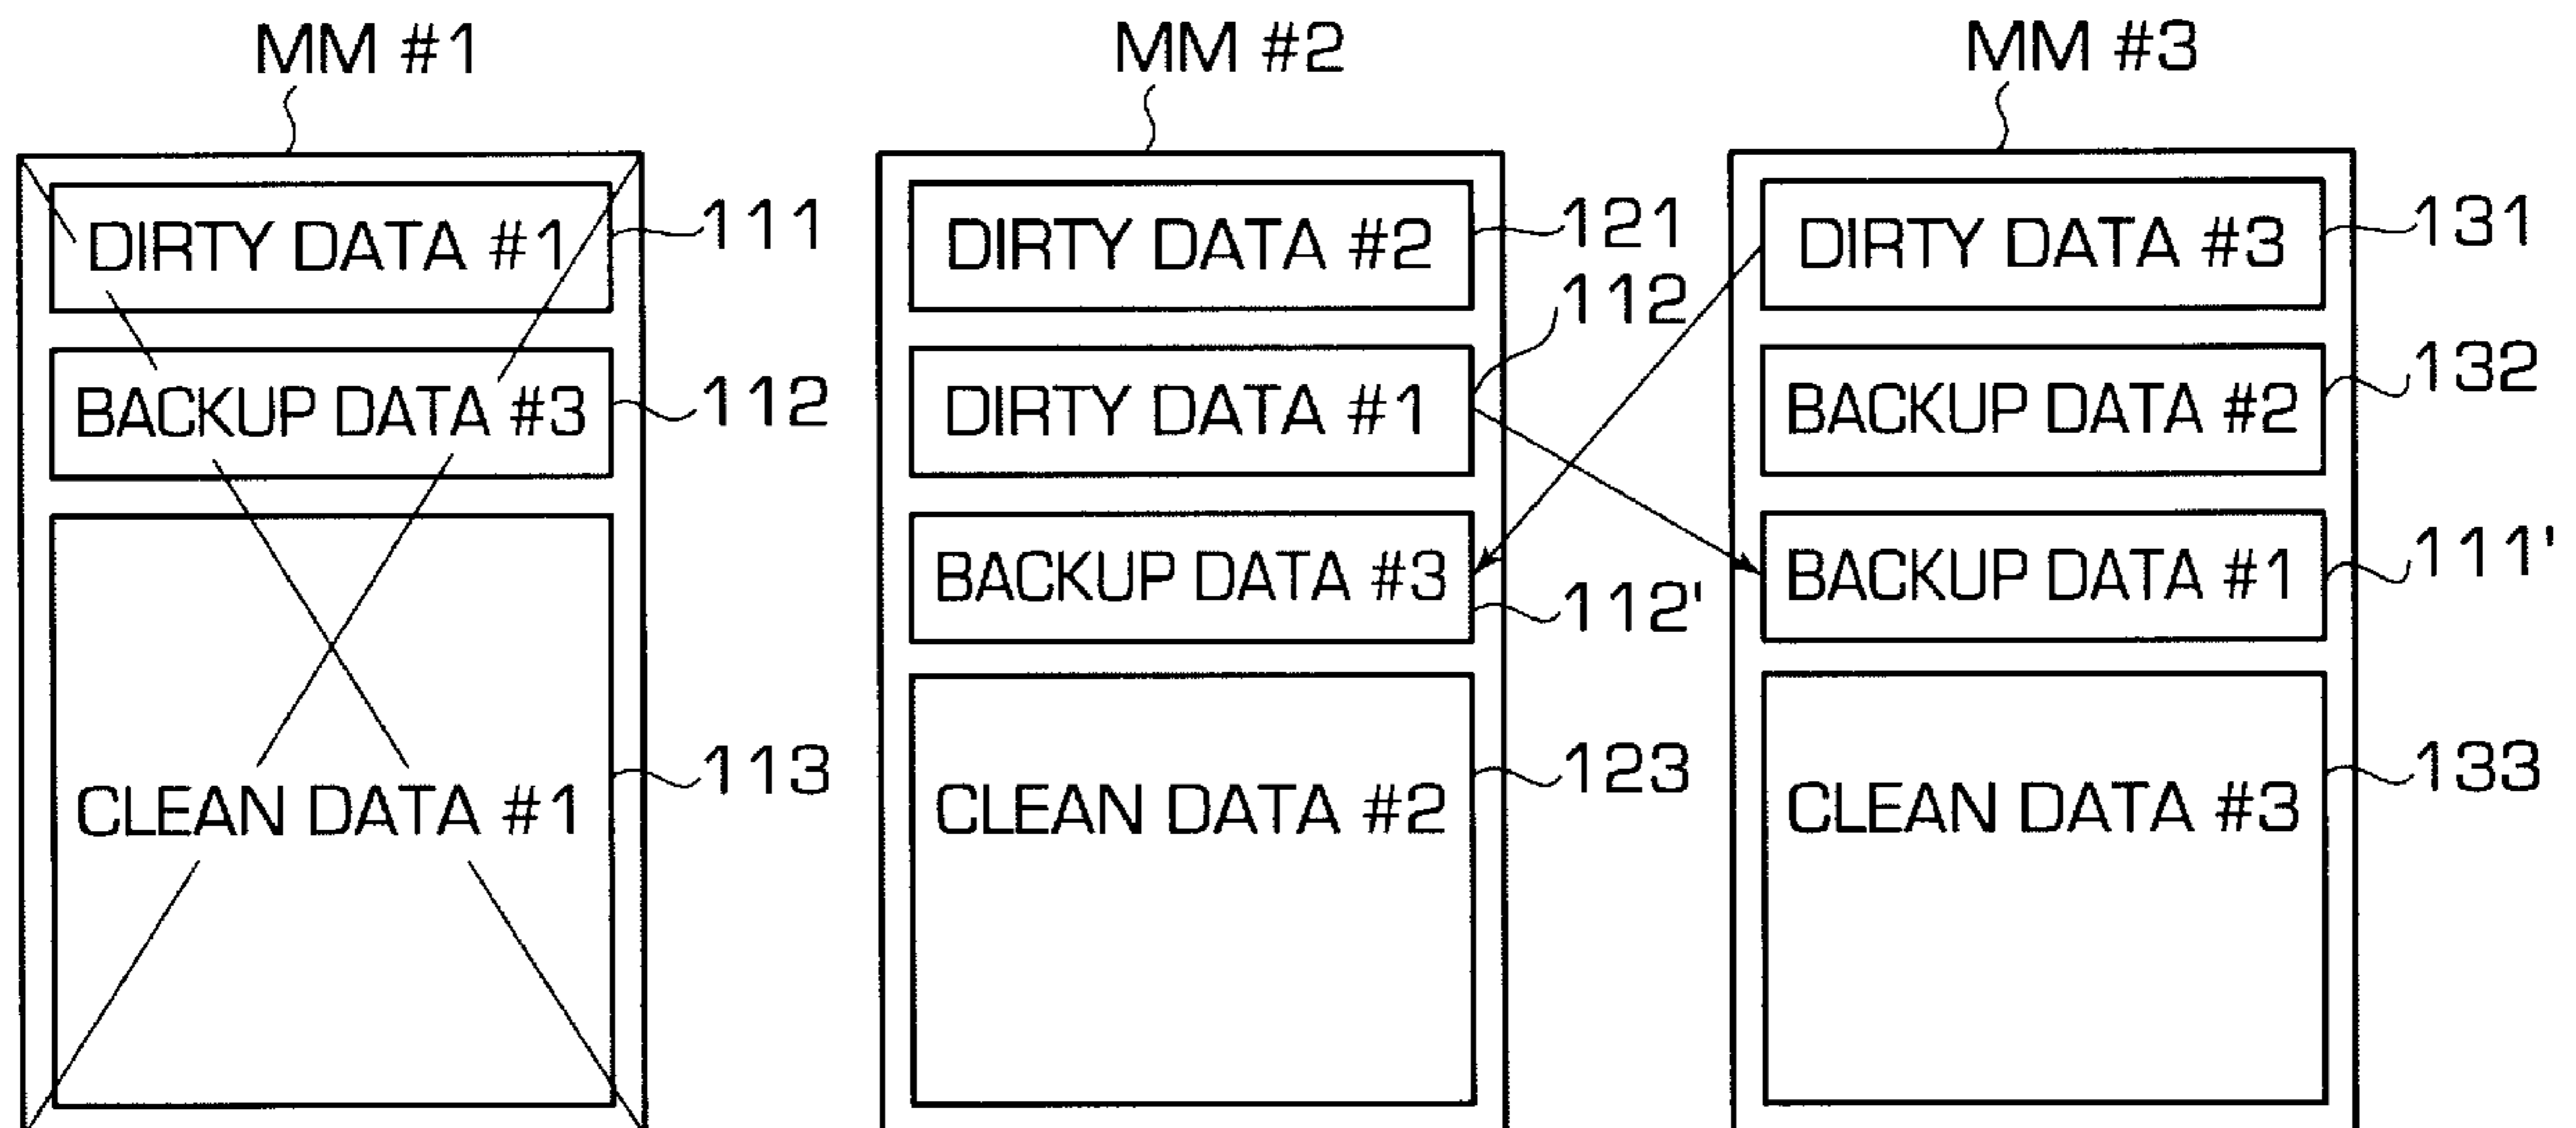 MM #1
MM #2
MM #3
DIRTY DATA #1
111
BACKUP DATA #3
112
CLEAN DATA #1
113
DIRTY DATA #2
121
DIRTY DATA #1
112
BACKUP DATA #3
112'
CLEAN DATA #2
123
DIRTY DATA #3
131
BACKUP DATA #2
132
BACKUP DATA #1
111'
CLEAN DATA #3
133